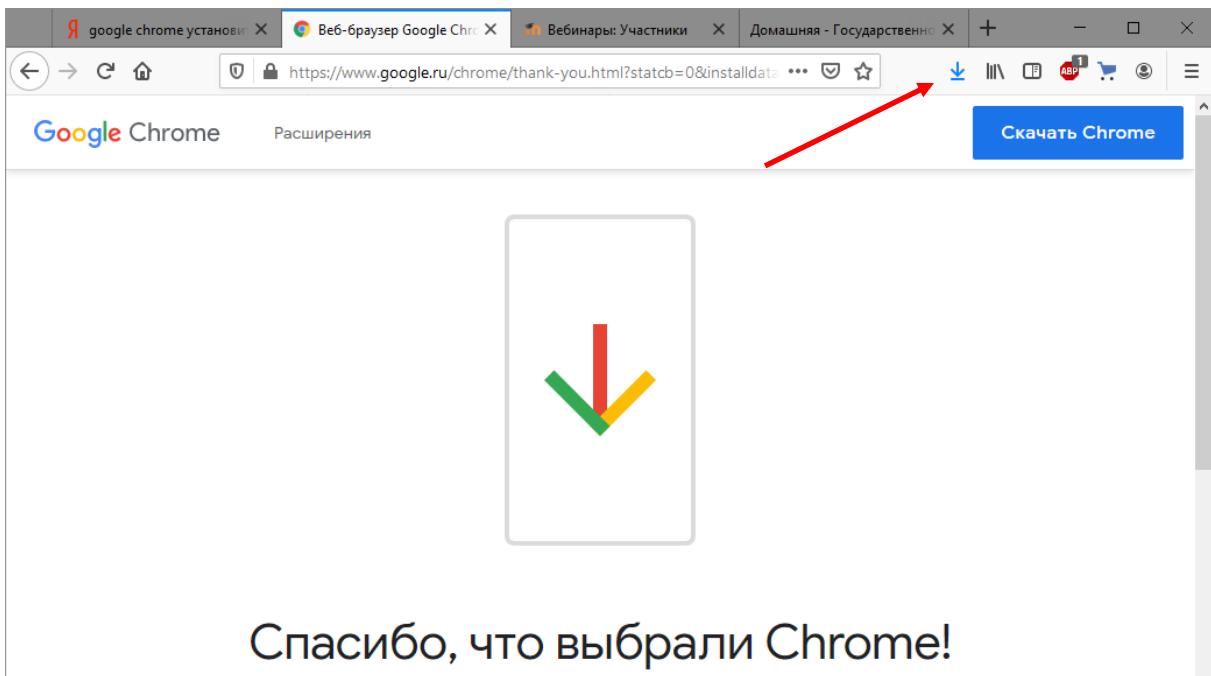 Я google chrome установи
Веб-браузер Google Chro
Вебинары: Участники
Домашняя - Государственно
https://www.google.ru/chrome/thank-you.html?statcb=0&installdata
ABP 1
Google Chrome
Расширения
Скачать Chrome
Спасибо, что выбрали Chrome!